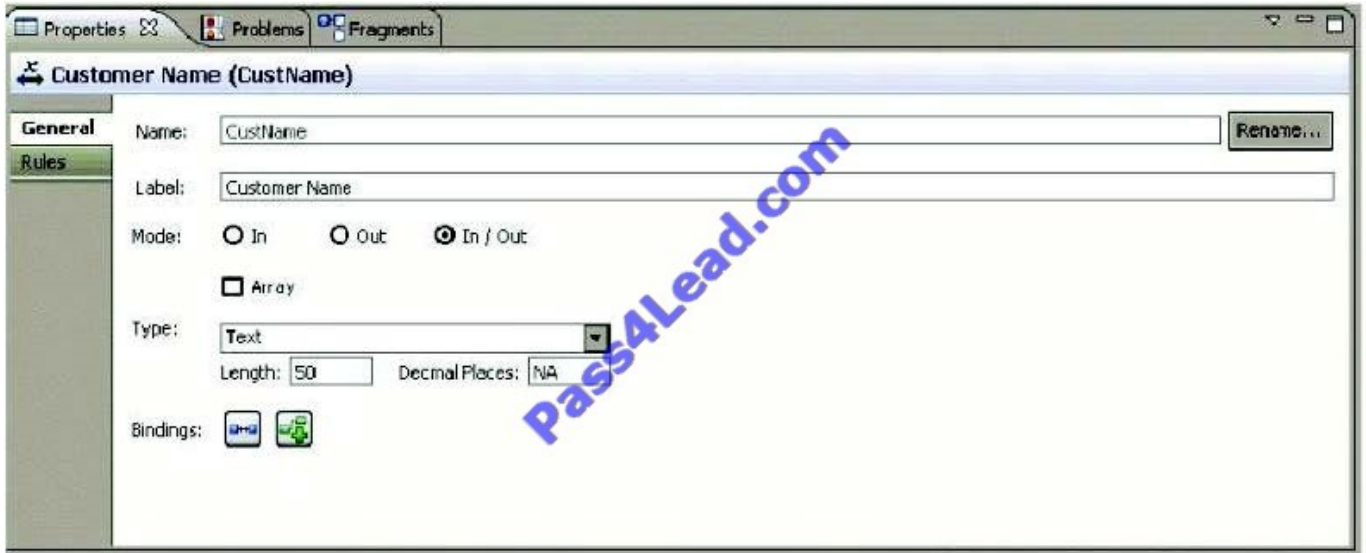 Properties Problems Fragments
Customer Name (CustName)
General
Rules
Name: CustName Rename...
Label: Customer Name
Mode: In Out In / Out
Array
Type: Text
Length: 50 Decmal Places: NA
Bindings:
Pass4Lead.com